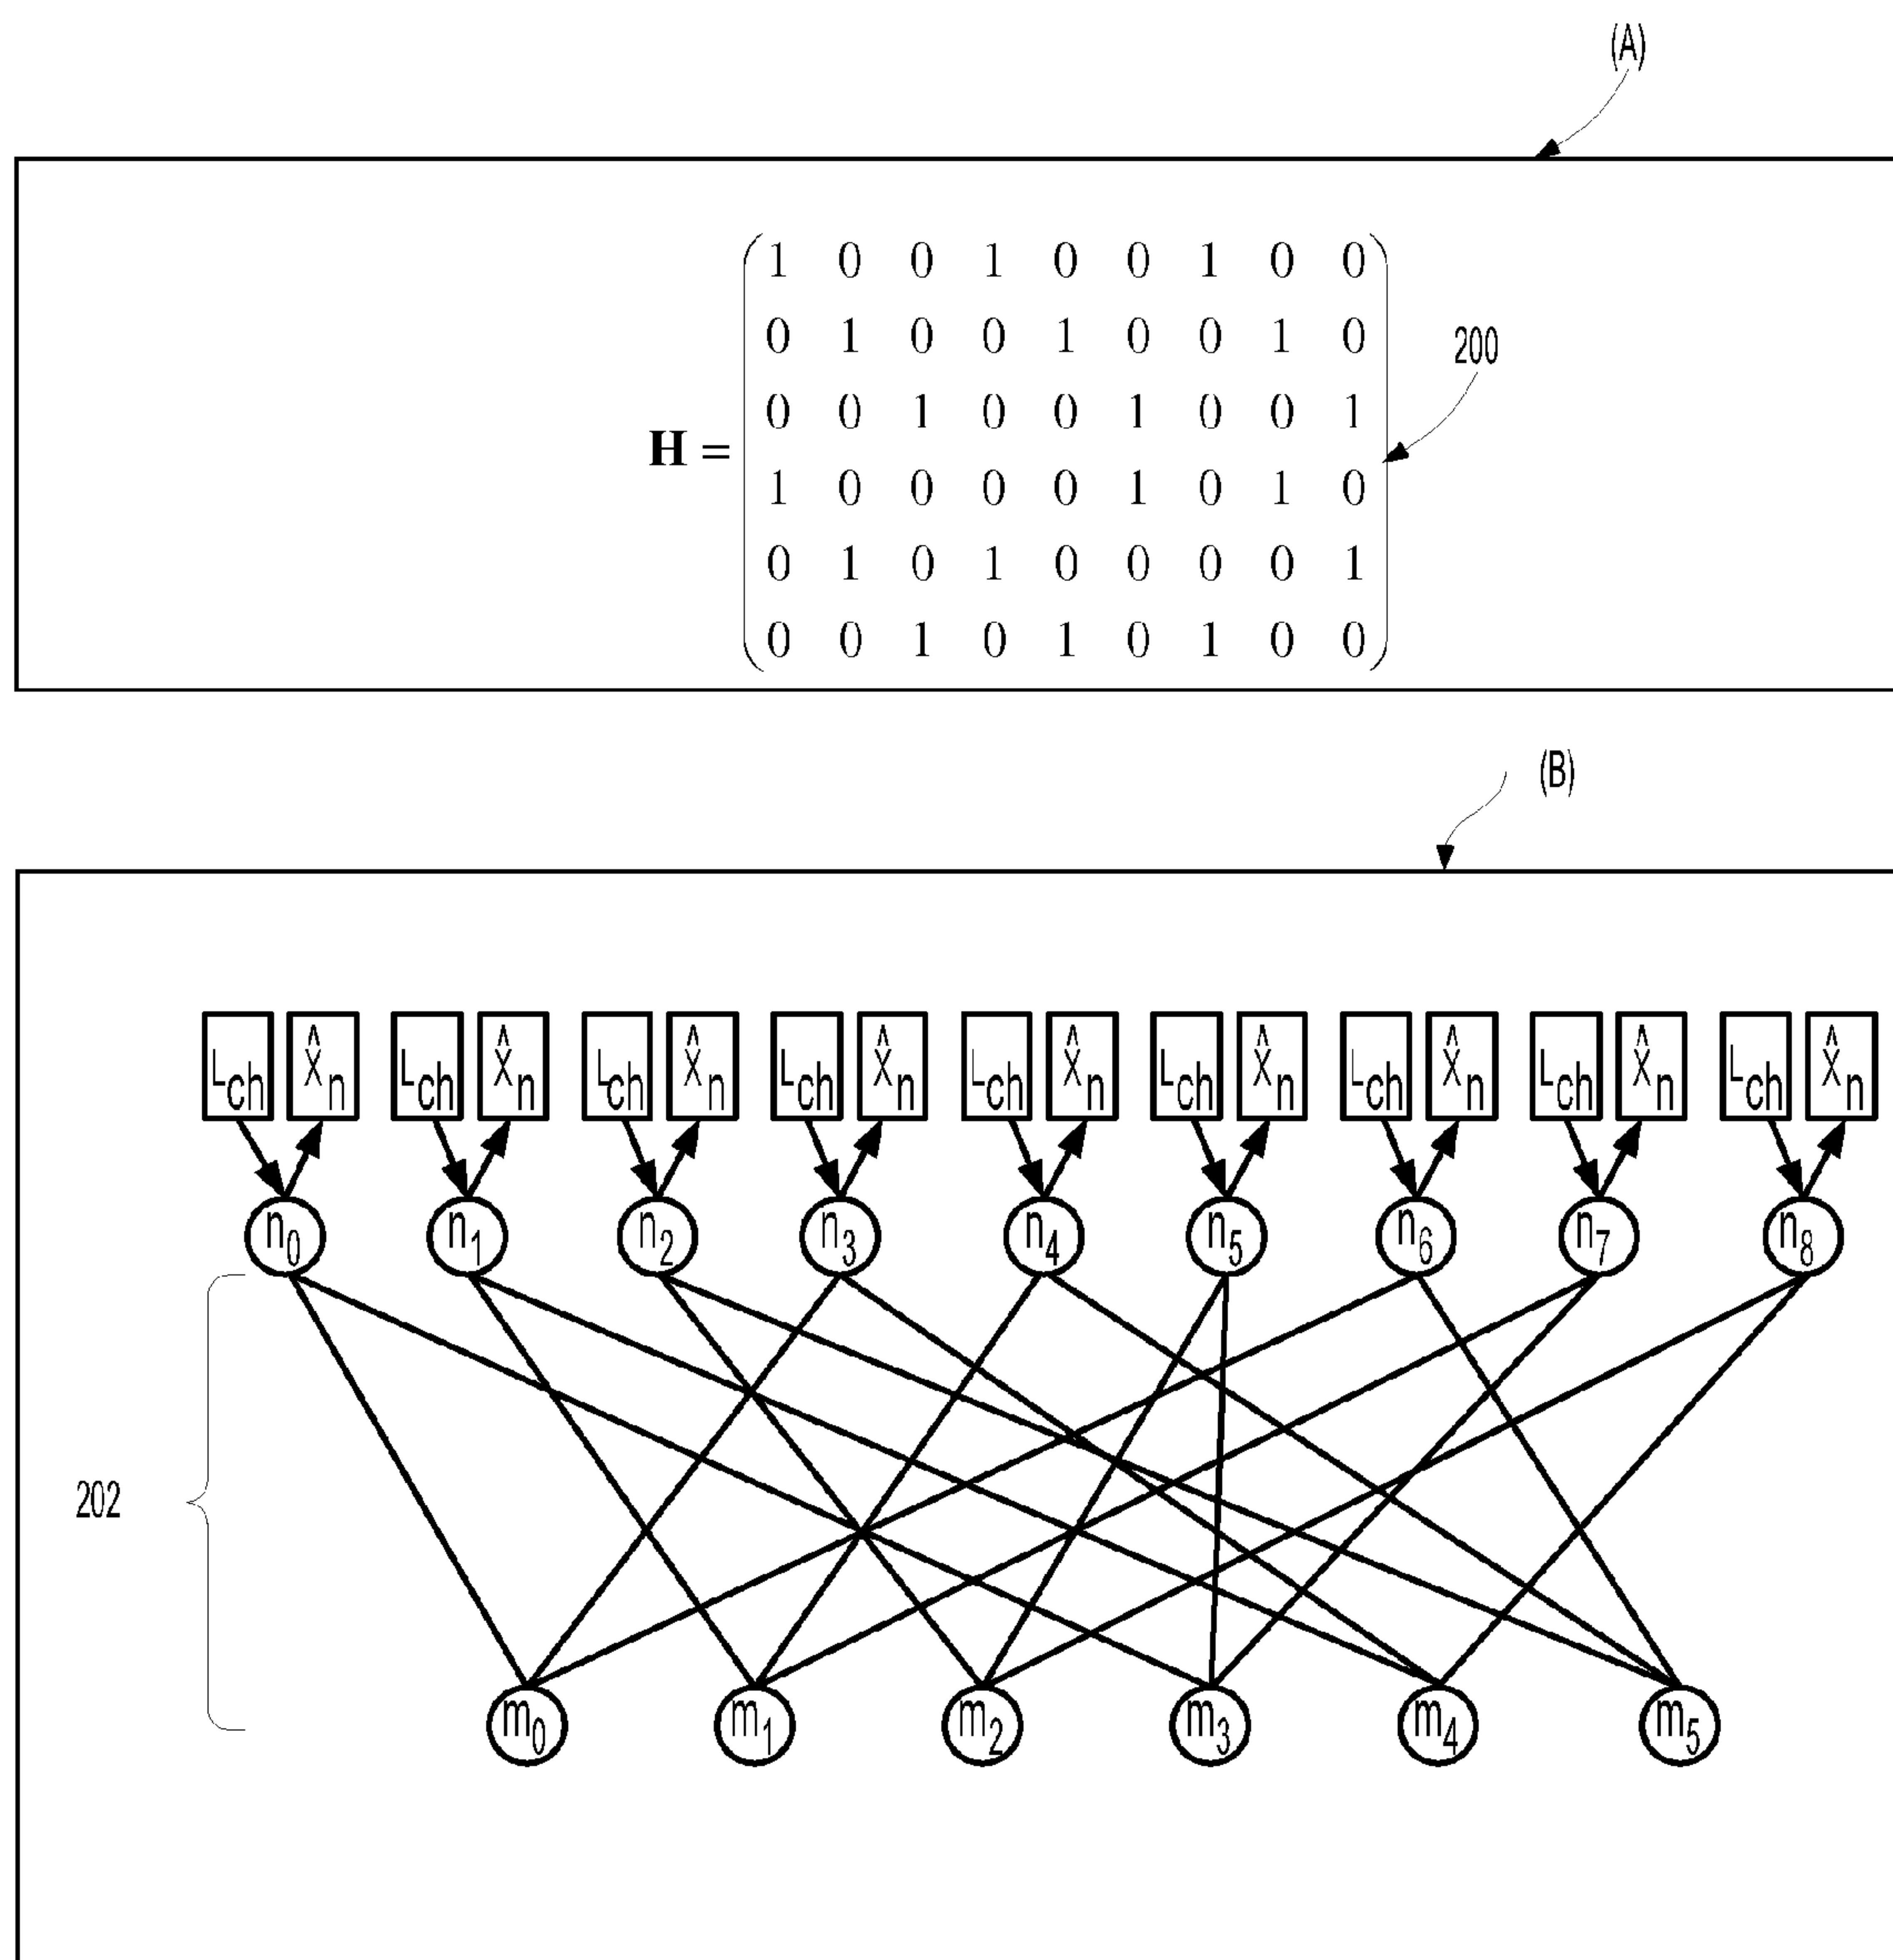 (A)
1 0 0 1 0 0 1 0 0
0 1 0 0 1 0 0 1 0
200
0 0 1 0 0 1 0 0 1
H =
1 0 0 0 0 1 0 1 0
0 1 0 1 0 0 0 0 1
0 0 1 0 1 0 1 0 0
(B)
Lch X̂n Lch X̂n Lch X̂n Lch X̂n Lch X̂n Lch X̂n Lch X̂n Lch X̂n Lch X̂n
n0 n1 n2 n3 n4 n5 n6 n7 n8
202
m0 m1 m2 m3 m4 m5